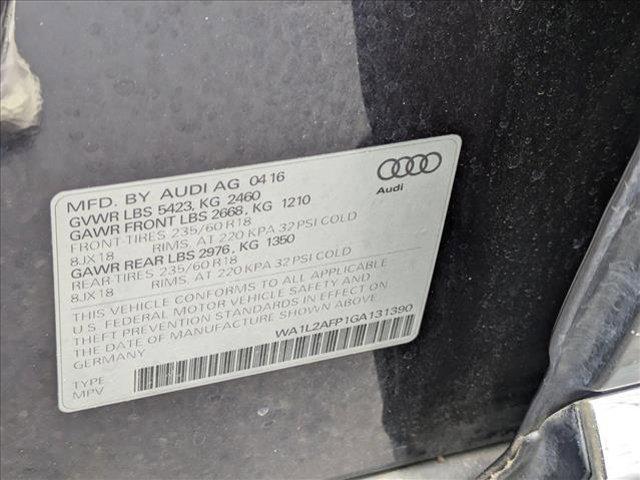 MFD. BY AUDI AG 04 16
GVWR LBS 5423, KG 2460
GAWR FRONT LBS 2668, KG 1210
FRONT-TIRES 235/60 R18
8JX18 RIMS, AT 220 KPA 32 PSI COLD
GAWR REAR LBS 2976, KG 1350
REAR-TIRES 235/60 R18
8JX18 RIMS, AT 220 KPA 32 PSI COLD
THIS VEHICLE CONFORMS TO ALL APPLICABLE
U.S. FEDERAL MOTOR VEHICLE SAFETY AND
THEFT PREVENTION STANDARDS IN EFFECT ON
THE DATE OF MANUFACTURE SHOWN ABOVE.
GERMANY
WA1L2AFP1GA131390
TYPE
MPV
Audi